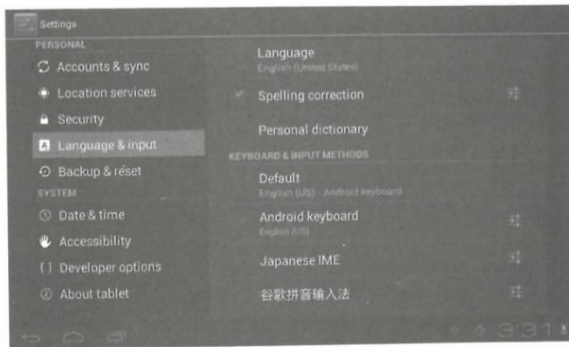 Settings
PERSONAL
Accounts & sync
Location services
Security
Language & input
Backup & reset
SYSTEM
Date & time
Accessibility
{ } Developer options
About tablet
Language
English (United States)
Spelling correction
Personal dictionary
KEYBOARD & INPUT METHODS
Default
English (US) - Android keyboard
Android keyboard
English (US)
Japanese IME
谷歌拼音输入法
3:31